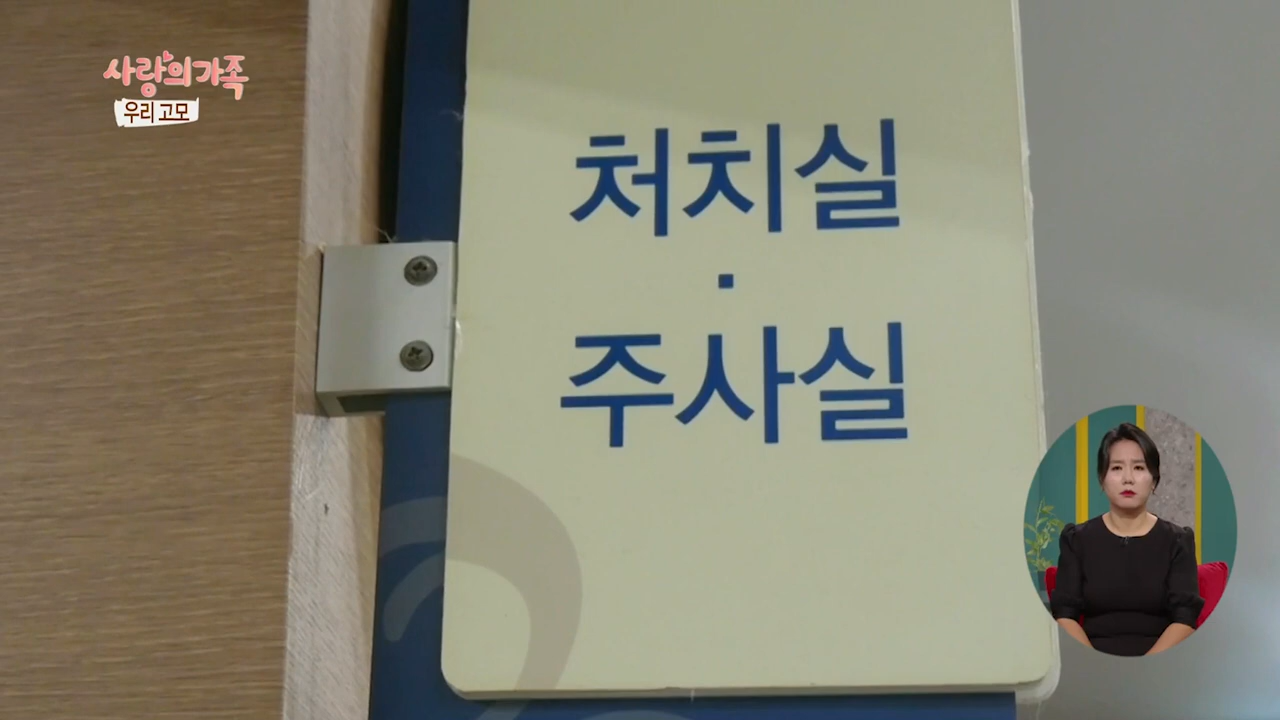 사랑의가족
우리 고모
처치실
·
주사실